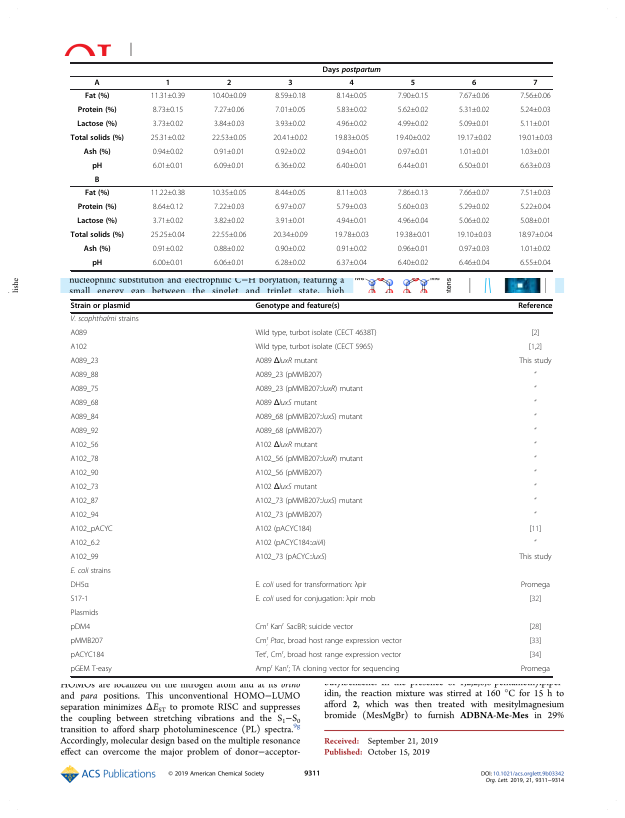 Days postpartum
A 1 2 3 4 5 6 7
Fat (%) 11.31±0.39 10.40±0.09 8.59±0.18 8.14±0.05 7.90±0.15 7.67±0.06 7.56±0.06
Protein (%) 8.73±0.15 7.27±0.06 7.01±0.05 5.83±0.02 5.62±0.02 5.31±0.02 5.24±0.03
Lactose (%) 3.73±0.02 3.84±0.03 3.93±0.02 4.96±0.02 4.99±0.02 5.09±0.01 5.11±0.01
Total solids (%) 25.31±0.02 22.53±0.05 20.41±0.02 19.83±0.05 19.40±0.02 19.17±0.02 19.01±0.03
Ash (%) 0.94±0.02 0.91±0.01 0.92±0.02 0.94±0.01 0.97±0.01 1.01±0.01 1.03±0.01
pH 6.01±0.01 6.09±0.01 6.36±0.02 6.40±0.01 6.44±0.01 6.50±0.01 6.63±0.03
B
Fat (%) 11.22±0.38 10.35±0.05 8.44±0.05 8.11±0.03 7.86±0.13 7.66±0.07 7.51±0.03
Protein (%) 8.64±0.12 7.22±0.03 6.97±0.07 5.79±0.03 5.60±0.03 5.29±0.02 5.22±0.04
Lactose (%) 3.71±0.02 3.82±0.02 3.91±0.01 4.94±0.01 4.96±0.04 5.06±0.02 5.08±0.01
Total solids (%) 25.25±0.04 22.55±0.06 20.34±0.09 19.78±0.03 19.38±0.01 19.10±0.03 18.97±0.04
Ash (%) 0.91±0.02 0.88±0.02 0.90±0.02 0.91±0.02 0.96±0.01 0.97±0.03 1.01±0.02
pH 6.00±0.01 6.06±0.01 6.28±0.02 6.37±0.04 6.40±0.02 6.46±0.04 6.55±0.04
nucleophilic substitution and electrophilic C−H borylation, featuring a
small energy gap between the singlet and triplet state, high
Strain or plasmid Genotype and feature(s) Reference
V. scophthalmi strains
A089 Wild type, turbot isolate (CECT 4638T) [2]
A102 Wild type, turbot isolate (CECT 5965) [1,2]
A089_23 A089 ΔluxR mutant This study
A089_88 A089_23 (pMMB207) "
A089_75 A089_23 (pMMB207::luxR) mutant "
A089_68 A089 ΔluxS mutant "
A089_84 A089_68 (pMMB207::luxS) mutant "
A089_92 A089_68 (pMMB207) "
A102_56 A102 ΔluxR mutant "
A102_78 A102_56 (pMMB207::luxR) mutant "
A102_90 A102_56 (pMMB207) "
A102_73 A102 ΔluxS mutant "
A102_87 A102_73 (pMMB207::luxS) mutant "
A102_94 A102_73 (pMMB207) "
A102_pACYC A102 (pACYC184) [11]
A102_6.2 A102 (pACYC184::aiiA) "
A102_99 A102_73 (pACYC::luxS) This study
E. coli strains
DH5α E. coli used for transformation: λpir Promega
S17-1 E. coli used for conjugation: λpir mob [32]
Plasmids
pDM4 Cmʳ Kanʳ SacBR; suicide vector [28]
pMMB207 Cmʳ Ptac, broad host range expression vector [33]
pACYC184 Tetʳ, Cmʳ, broad host range expression vector [34]
pGEM T-easy Ampʳ Kanʳ; TA cloning vector for sequencing Promega
HOMOs are localized on the nitrogen atom and at its ortho
and para positions. This unconventional HOMO−LUMO
separation minimizes ΔE_ST to promote RISC and suppresses
the coupling between stretching vibrations and the S₁−S₀
transition to afford sharp photoluminescence (PL) spectra.⁹ᵍ
Accordingly, molecular design based on the multiple resonance
effect can overcome the major problem of donor−acceptor-
idin, the reaction mixture was stirred at 160 °C for 15 h to
afford 2, which was then treated with mesitylmagnesium
bromide (MesMgBr) to furnish ADBNA-Me-Mes in 29%
Received: September 21, 2019
Published: October 15, 2019
ACS Publications © 2019 American Chemical Society 9311 DOI: 10.1021/acs.orglett.9b03342
Org. Lett. 2019, 21, 9311−9314